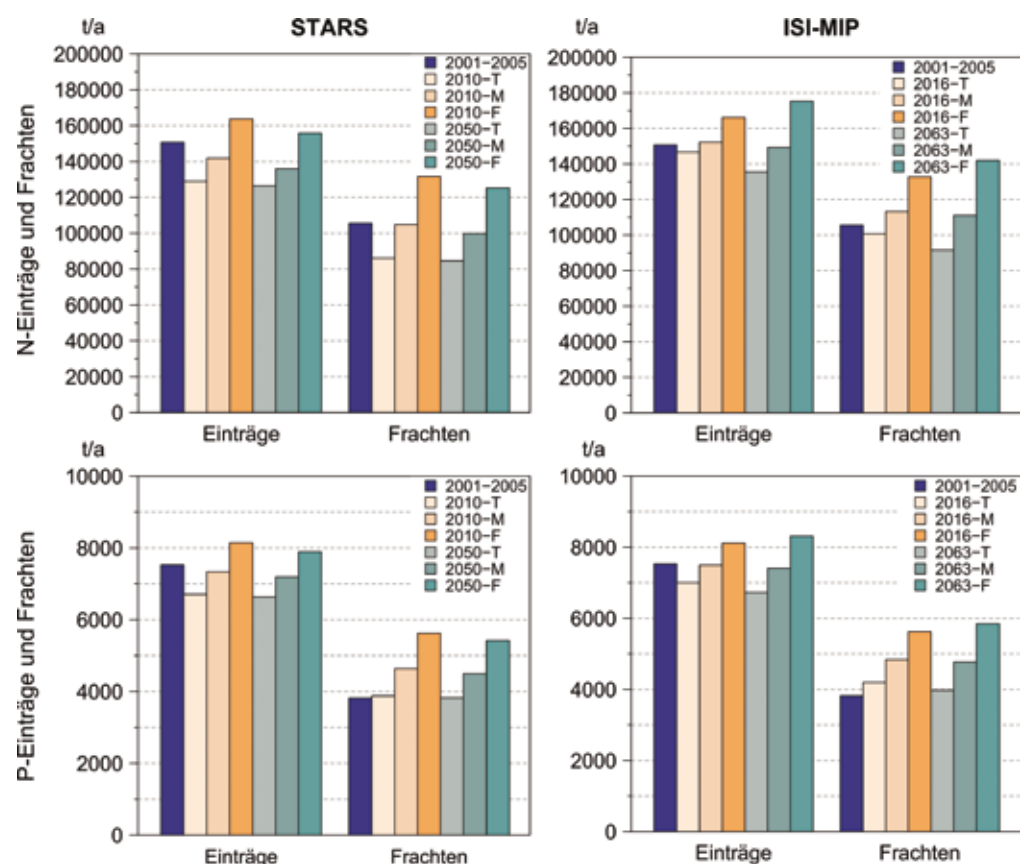 STARS
ISI-MIP
t/a
N-Einträge und Frachten
200000
180000
160000
140000
120000
100000
80000
60000
40000
20000
0
2001–2005
2010–T
2010–M
2010–F
2050–T
2050–M
2050–F
Einträge
Frachten
t/a
200000
180000
160000
140000
120000
100000
80000
60000
40000
20000
0
2001–2005
2016–T
2016–M
2016–F
2063–T
2063–M
2063–F
Einträge
Frachten
t/a
P-Einträge und Frachten
10000
8000
6000
4000
2000
0
2001–2005
2010–T
2010–M
2010–F
2050–T
2050–M
2050–F
Einträge
Frachten
t/a
10000
8000
6000
4000
2000
0
2001–2005
2016–T
2016–M
2016–F
2063–T
2063–M
2063–F
Einträge
Frachten